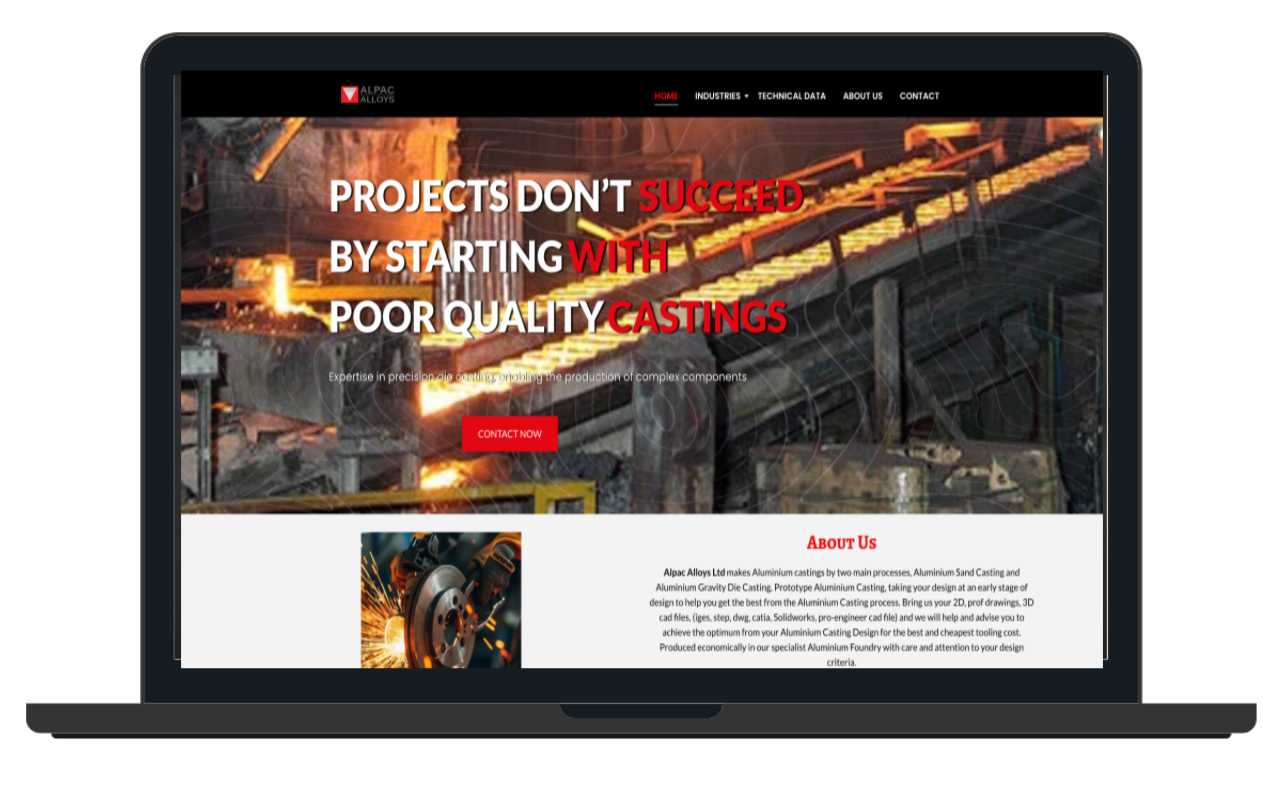 ALPAC
ALLOYS
HOME INDUSTRIES TECHNICAL DATA ABOUT US CONTACT
PROJECTS DON’T SUCCEED
BY STARTING WITH
POOR QUALITY CASTINGS
Expertise in precision die casting, enabling the production of complex components
CONTACT NOW
ABOUT US
Alpac Alloys Ltd makes Aluminium castings by two main processes, Aluminium Sand Casting and
Aluminium Gravity Die Casting, Prototype Aluminium Casting, taking your design at an early stage of
design to help you get the best from the Aluminium Casting process. Bring us your 2D, prof drawings, 3D
cad files, (iges, step, dwg, catia, Solidworks, pro-engineer cad file) and we will help and advise you to
achieve the optimum from your Aluminium Casting Design for the best and cheapest tooling cost.
Produced economically in our specialist Aluminium Foundry with care and attention to your design
criteria.